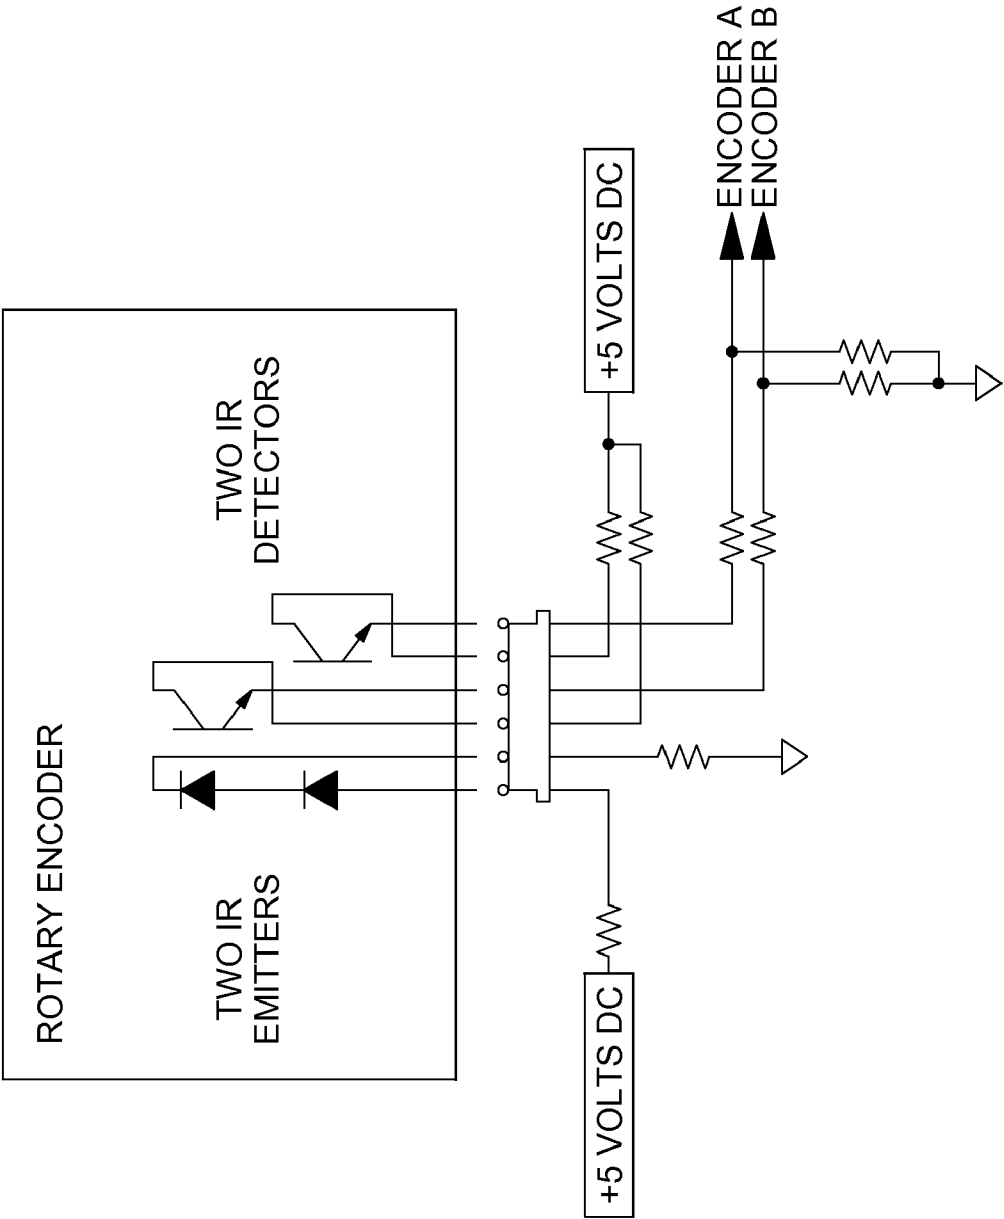 ROTARY ENCODER
TWO IR
EMITTERS
TWO IR
DETECTORS
+5 VOLTS DC
+5 VOLTS DC
ENCODER A
ENCODER B